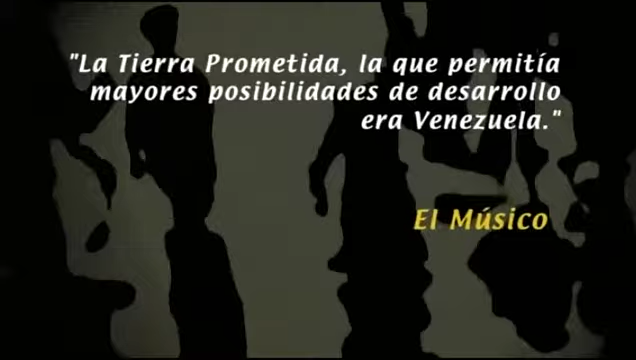 "La Tierra Prometida, la que permitía
mayores posibilidades de desarrollo
era Venezuela."
El Músico